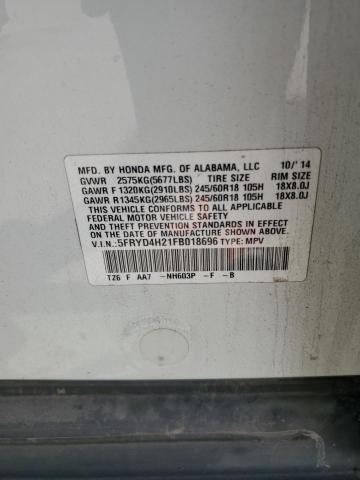 MFD. BY HONDA MFG. OF ALABAMA, LLC 10/'14
GVWR 2575KG(5677LBS) TIRE SIZE RIM SIZE
GAWR F 1320KG(2910LBS) 245/60R18 105H 18X8.0J
GAWR R 1345KG(2965LBS) 245/60R18 105H 18X8.0J
THIS VEHICLE CONFORMS TO ALL APPLICABLE
FEDERAL MOTOR VEHICLE SAFETY
AND THEFT PREVENTION STANDARDS IN EFFECT
ON THE DATE OF MANUFACTURE SHOWN ABOVE.
V.I.N.: 5FRYD4H21FB018696 TYPE: MPV
TZ6 F AA7 -NH603P -F -B